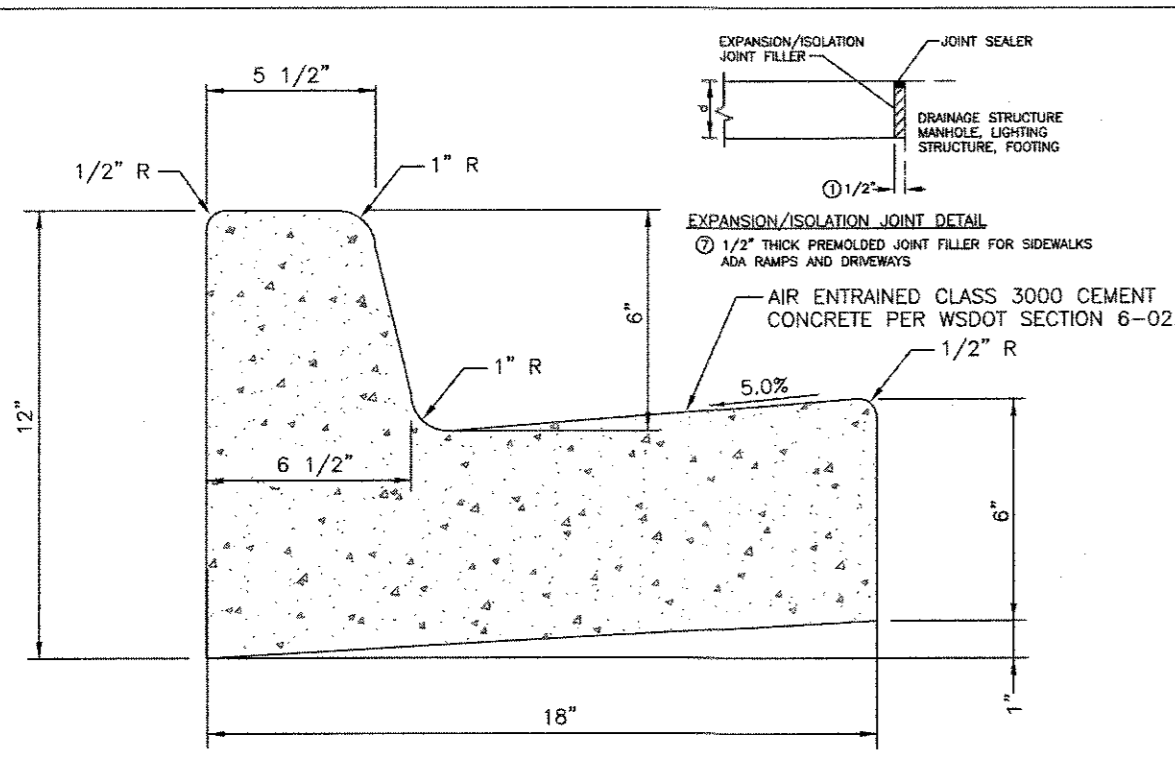 EXPANSION/ISOLATION
JOINT FILLER
JOINT SEALER
5 1/2"
d
DRAINAGE STRUCTURE
MANHOLE, LIGHTING
STRUCTURE, FOOTING
1/2" R
1" R
① 1/2"
EXPANSION/ISOLATION JOINT DETAIL
⑦ 1/2" THICK PREMOLDED JOINT FILLER FOR SIDEWALKS
ADA RAMPS AND DRIVEWAYS
AIR ENTRAINED CLASS 3000 CEMENT
CONCRETE PER WSDOT SECTION 6-02
6"
1/2" R
1" R
5.0%
12"
6 1/2"
6"
1"
18"